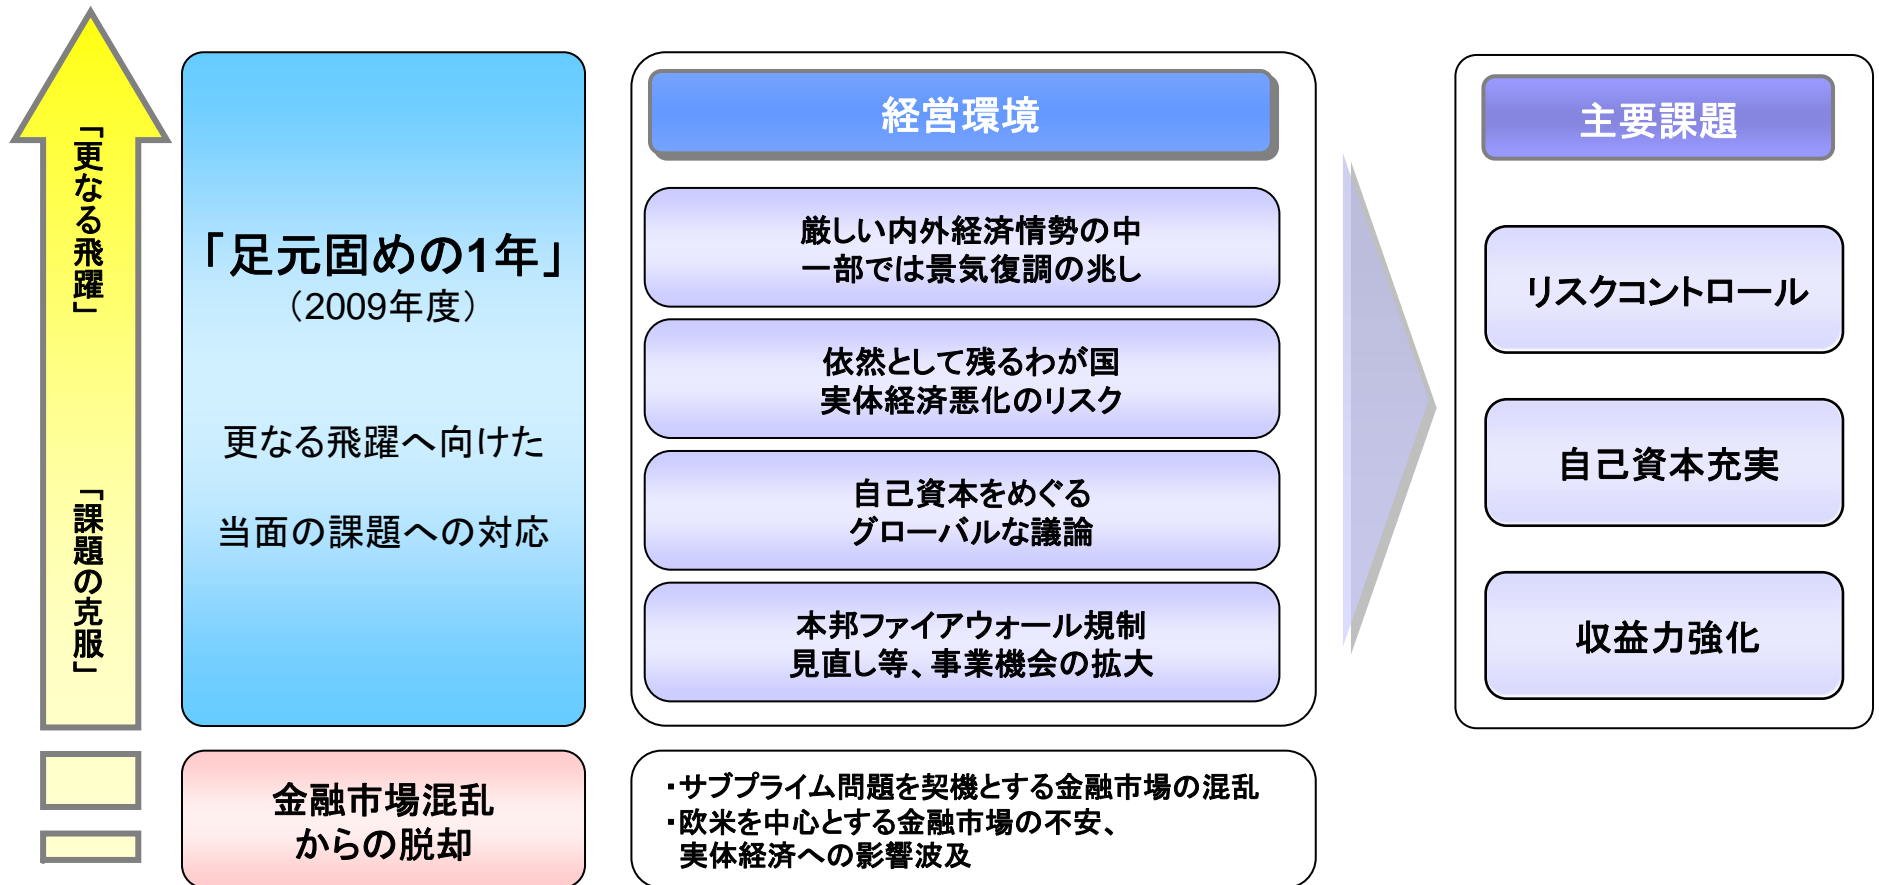 「更なる飛躍」
「課題の克服」
「足元固めの1年」
（2009年度）
更なる飛躍へ向けた
当面の課題への対応
金融市場混乱
からの脱却
経営環境
厳しい内外経済情勢の中
一部では景気復調の兆し
依然として残るわが国
実体経済悪化のリスク
自己資本をめぐる
グローバルな議論
本邦ファイアウォール規制
見直し等、事業機会の拡大
・サブプライム問題を契機とする金融市場の混乱
・欧米を中心とする金融市場の不安、
実体経済への影響波及
主要課題
リスクコントロール
自己資本充実
収益力強化